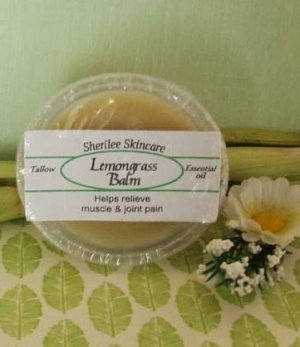 Sherilee Skincare
Tallow
Lemongrass
Balm
Essential
oil
Helps relieve
muscle & joint pain